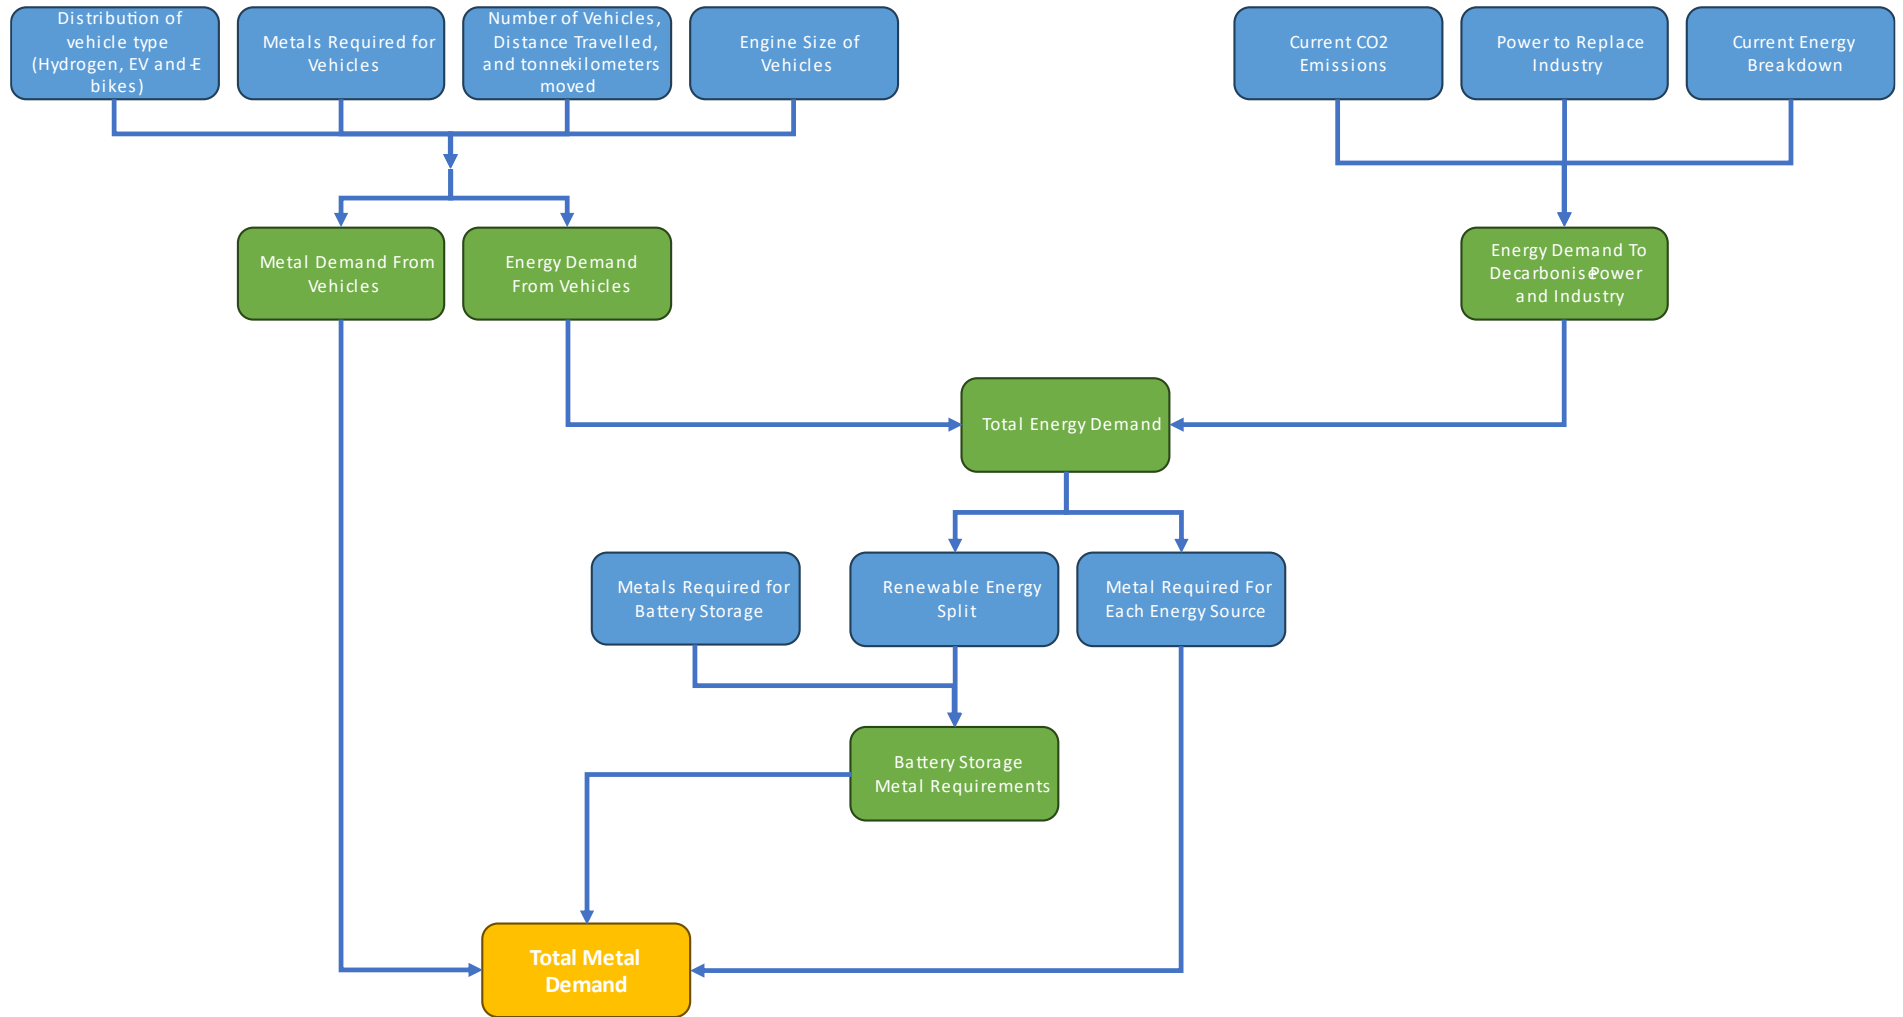 Distribution of
vehicle type
(Hydrogen, EV and E-
bikes)
Metals Required for
Vehicles
Number of Vehicles,
Distance Travelled,
and tonnekilometers
moved
Engine Size of
Vehicles
Current CO2
Emissions
Power to Replace
Industry
Current Energy
Breakdown
Metal Demand From
Vehicles
Energy Demand
From Vehicles
Energy Demand To
Decarbonise Power
and Industry
Total Energy Demand
Metals Required for
Battery Storage
Renewable Energy
Split
Metal Required For
Each Energy Source
Battery Storage
Metal Requirements
Total Metal
Demand